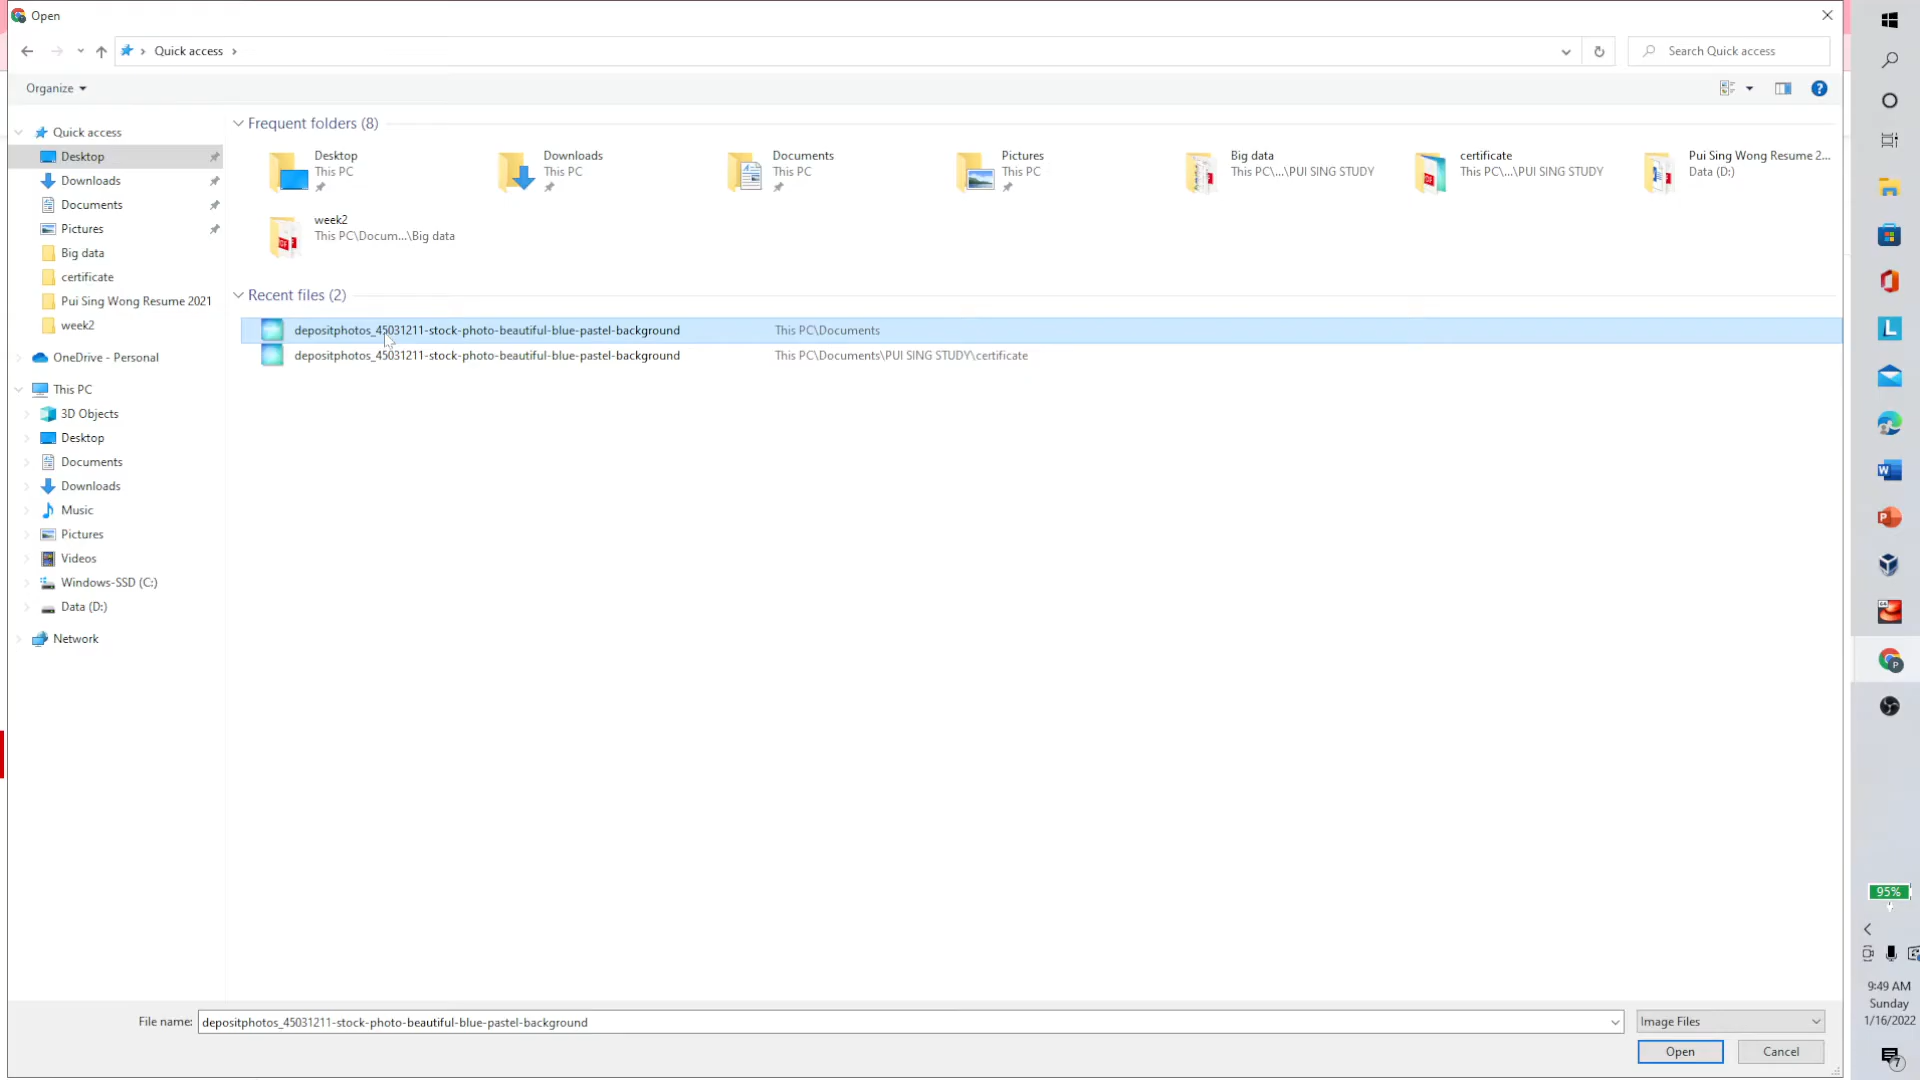 Open
Quick access
Search Quick access
Organize
Quick access
Desktop
Downloads
Documents
Pictures
Big data
certificate
Pui Sing Wong Resume 2021
week2
OneDrive - Personal
This PC
3D Objects
Desktop
Documents
Downloads
Music
Pictures
Videos
Windows-SSD (C:)
Data (D:)
Network
Frequent folders (8)
Desktop
This PC
Downloads
This PC
Documents
This PC
Pictures
This PC
Big data
This PC\...\PUI SING STUDY
certificate
This PC\...\PUI SING STUDY
Pui Sing Wong Resume 2...
Data (D:)
week2
This PC\Docum...\Big data
Recent files (2)
depositphotos_45031211-stock-photo-beautiful-blue-pastel-background This PC\Documents
depositphotos_45031211-stock-photo-beautiful-blue-pastel-background This PC\Documents\PUI SING STUDY\certificate
File name: depositphotos_45031211-stock-photo-beautiful-blue-pastel-background
Image Files
Open
Cancel
95%
9:49 AM
Sunday
1/16/2022
7